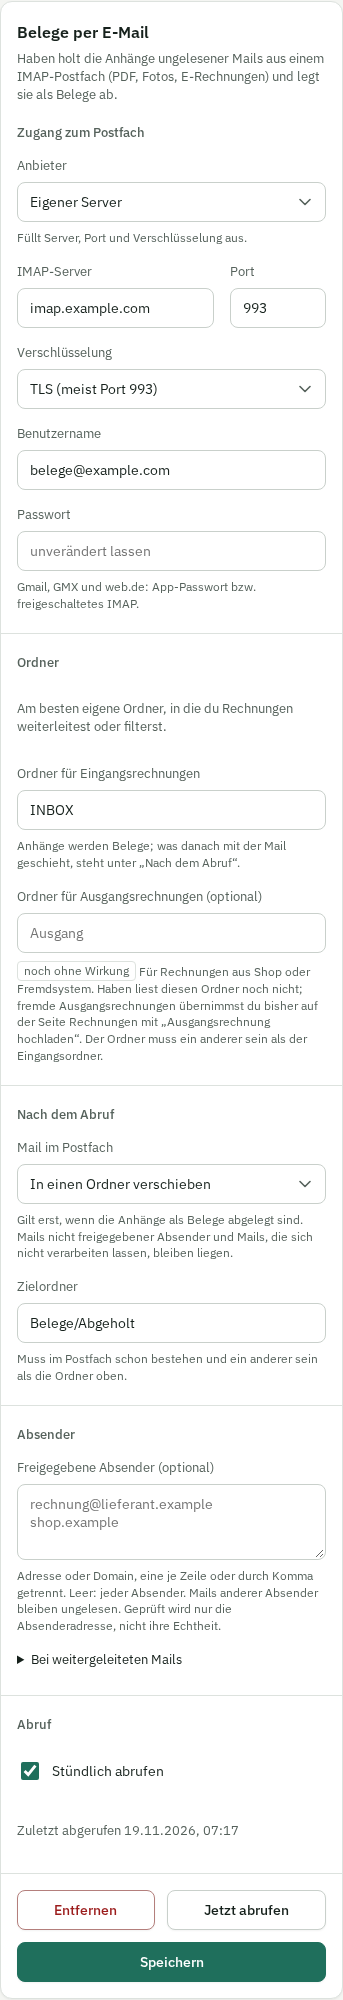 Belege per E-Mail
Haben holt die Anhänge ungelesener Mails aus einem
IMAP-Postfach (PDF, Fotos, E-Rechnungen) und legt
sie als Belege ab.
Zugang zum Postfach
Anbieter
Eigener Server
Füllt Server, Port und Verschlüsselung aus.
IMAP-Server
Port
imap.example.com
993
Verschlüsselung
TLS (meist Port 993)
Benutzername
belege@example.com
Passwort
unverändert lassen
Gmail, GMX und web.de: App-Passwort bzw.
freigeschaltetes IMAP.
Ordner
Am besten eigene Ordner, in die du Rechnungen
weiterleitest oder filterst.
Ordner für Eingangsrechnungen
INBOX
Anhänge werden Belege; was danach mit der Mail
geschieht, steht unter „Nach dem Abruf“.
Ordner für Ausgangsrechnungen (optional)
Ausgang
noch ohne Wirkung Für Rechnungen aus Shop oder
Fremdsystem. Haben liest diesen Ordner noch nicht;
fremde Ausgangsrechnungen übernimmst du bisher auf
der Seite Rechnungen mit „Ausgangsrechnung
hochladen“. Der Ordner muss ein anderer sein als der
Eingangsordner.
Nach dem Abruf
Mail im Postfach
In einen Ordner verschieben
Gilt erst, wenn die Anhänge als Belege abgelegt sind.
Mails nicht freigegebener Absender und Mails, die sich
nicht verarbeiten lassen, bleiben liegen.
Zielordner
Belege/Abgeholt
Muss im Postfach schon bestehen und ein anderer sein
als die Ordner oben.
Absender
Freigegebene Absender (optional)
rechnung@lieferant.example
shop.example
Adresse oder Domain, eine je Zeile oder durch Komma
getrennt. Leer: jeder Absender. Mails anderer Absender
bleiben ungelesen. Geprüft wird nur die
Absenderadresse, nicht ihre Echtheit.
Bei weitergeleiteten Mails
Abruf
Stündlich abrufen
Zuletzt abgerufen 19.11.2026, 07:17
Entfernen
Jetzt abrufen
Speichern